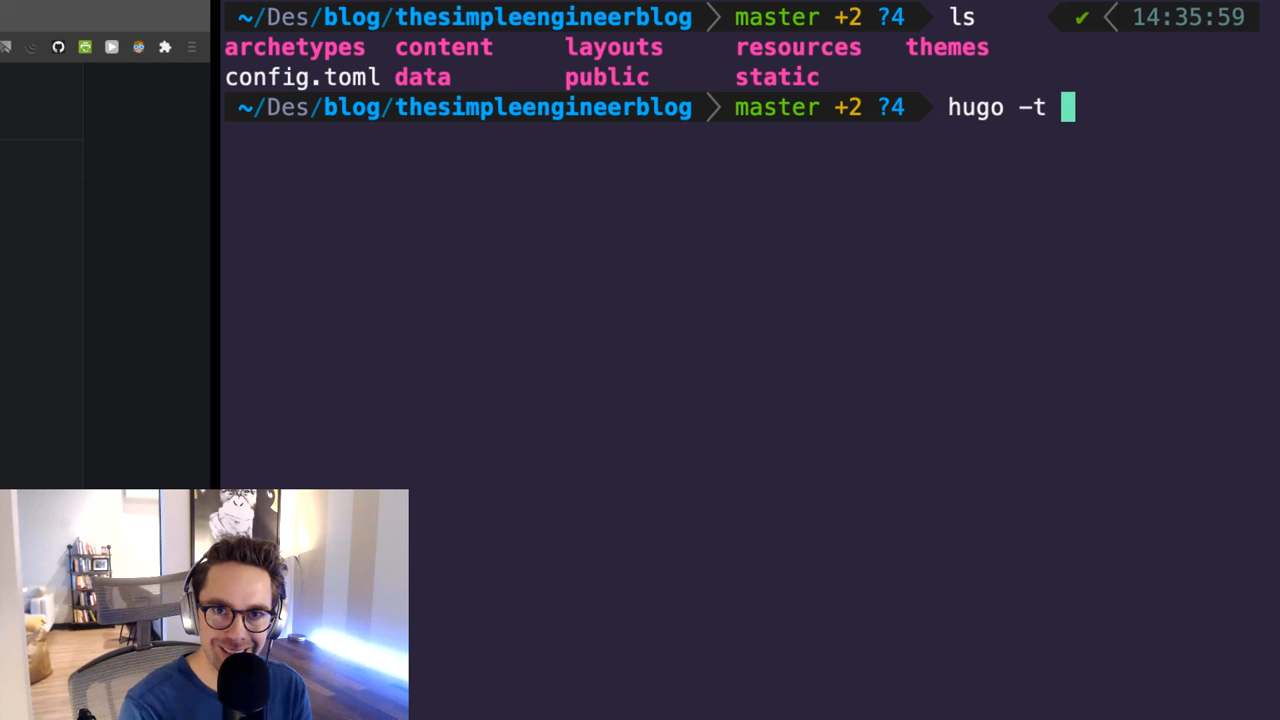 ~/Des/blog/thesimpleengineerblog master +2 ?4 ls ✔ 14:35:59
archetypes content layouts resources themes
config.toml data public static
~/Des/blog/thesimpleengineerblog master +2 ?4 hugo -t